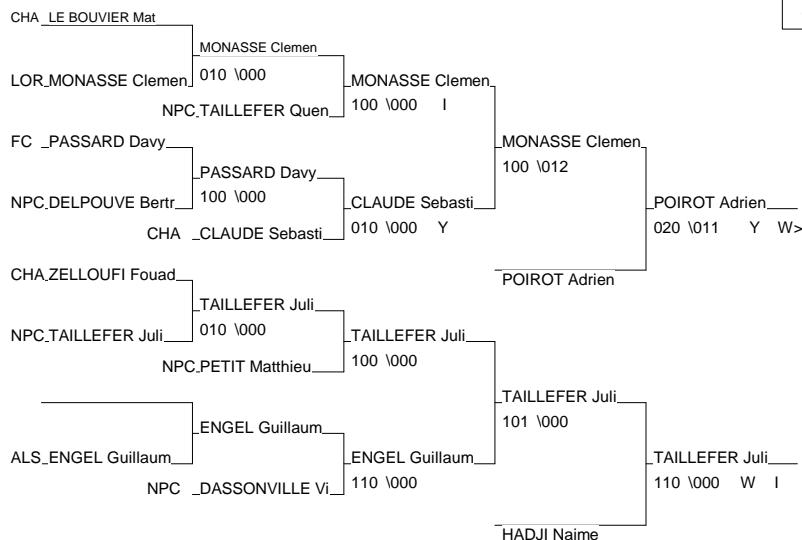 CHA LE BOUVIER Mat
MONASSE Clemen
LOR MONASSE Clemen 010 \000 MONASSE Clemen
NPC TAILLEFER Quen 100 \000 I
FC PASSARD Davy MONASSE Clemen
PASSARD Davy 100 \012
NPC DELPOUVE Bertr 100 \000 CLAUDE Sebasti POIROT Adrien
CHA CLAUDE Sebasti 010 \000 Y 020 \011 Y W>
CHA ZELLOUFI Fouad POIROT Adrien
TAILLEFER Juli
NPC TAILLEFER Juli 010 \000 TAILLEFER Juli
NPC PETIT Matthieu 100 \000
TAILLEFER Juli
ENGEL Guillaum 101 \000
ALS ENGEL Guillaum ENGEL Guillaum TAILLEFER Juli
NPC DASSONVILLE Vi 110 \000 110 \000 W I
HADJI Naime